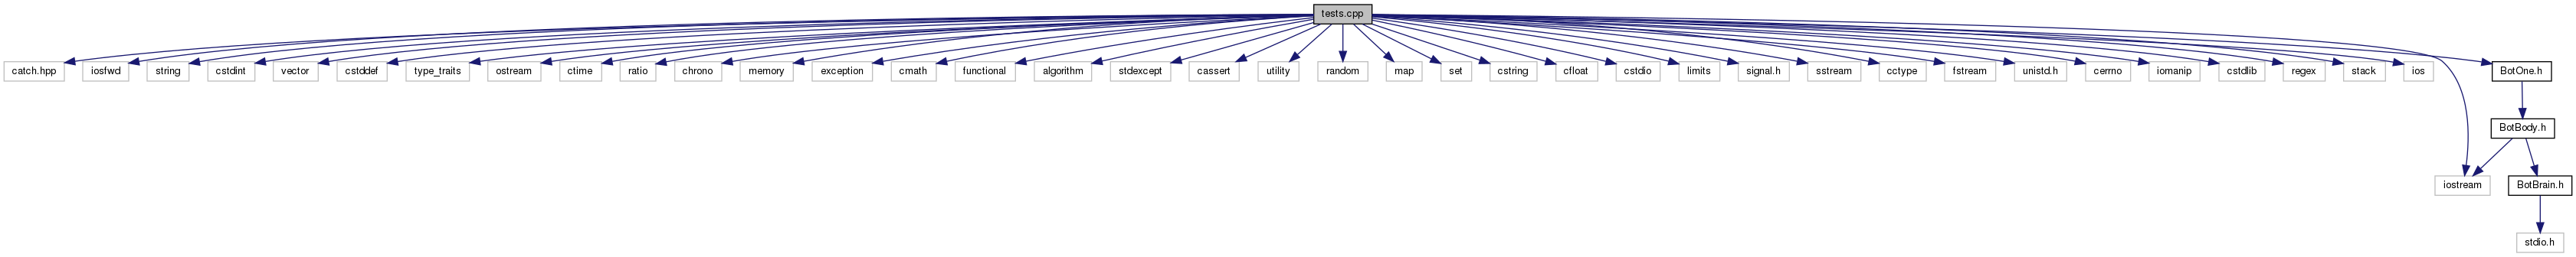 tests.cpp
catch.hpp
iosfwd
string
cstdint
vector
cstddef
type_traits
ostream
ctime
ratio
chrono
memory
exception
cmath
functional
algorithm
stdexcept
cassert
utility
random
map
set
cstring
cfloat
cstdio
limits
signal.h
sstream
cctype
fstream
unistd.h
cerrno
iomanip
cstdlib
regex
stack
ios
BotOne.h
BotBody.h
iostream
BotBrain.h
stdio.h